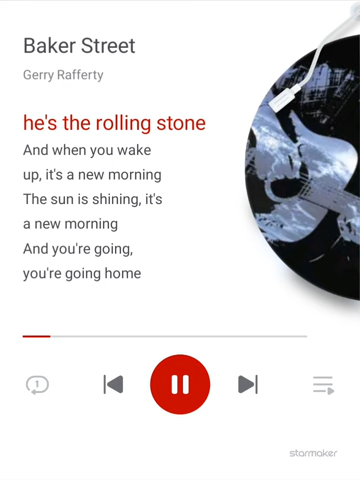 Baker Street
Gerry Rafferty
he's the rolling stone
And when you wake
up, it's a new morning
The sun is shining, it's
a new morning
And you're going,
you're going home
1
starmaker